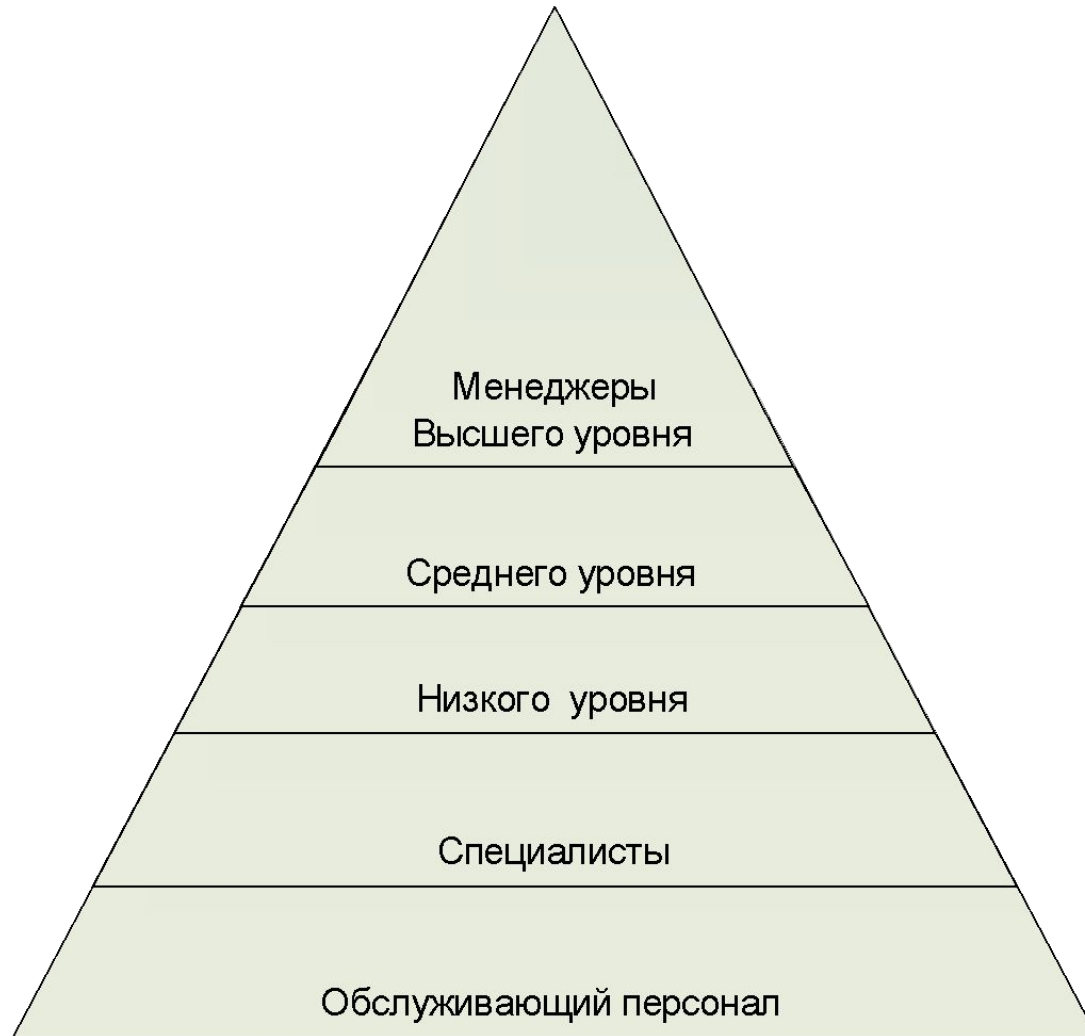 Менеджеры
Высшего уровня
Среднего уровня
Низкого уровня
Специалисты
Обслуживающий персонал